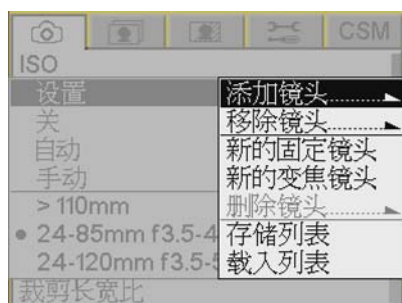 CSM
ISO
设置
关
自动
手动
> 110mm
24-85mm f3.5-4
24-120mm f3.5-5
裁剪长宽比
添加镜头
移除镜头
新的固定镜头
新的变焦镜头
删除镜头
存储列表
载入列表